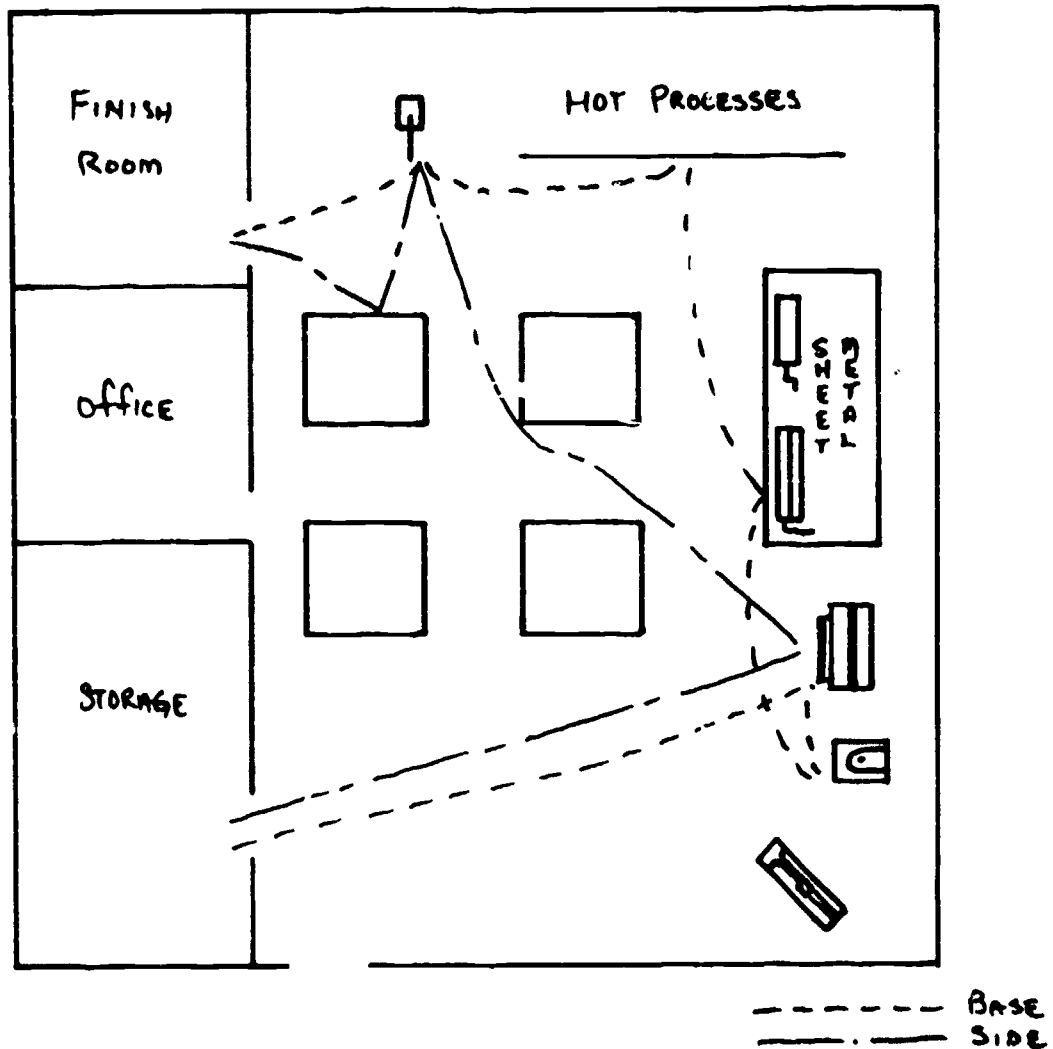 FINISH
ROOM
HOT PROCESSES
OFFICE
SHEET
METAL
STORAGE
BASE
SIDE